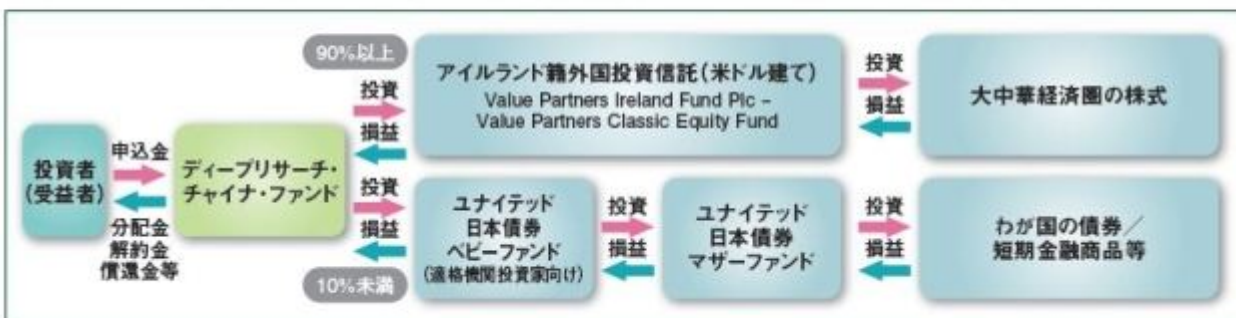 投資者
(受益者)
申込金
分配金
解約金
償還金等
ディープリサーチ・
チャイナ・ファンド
90%以上
投資
損益
アイルランド籍外国投資信託(米ドル建て)
Value Partners Ireland Fund Plc –
Value Partners Classic Equity Fund
投資
損益
大中華経済圏の株式
投資
損益
10%未満
ユナイテッド
日本債券
ベビーファンド
(適格機関投資家向け)
投資
損益
ユナイテッド
日本債券
マザーファンド
投資
損益
わが国の債券／
短期金融商品等